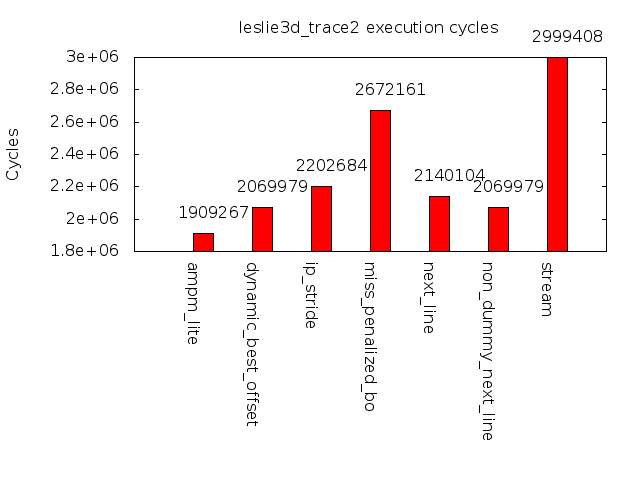 leslie3d_trace2 execution cycles
Cycles
3e+06
2.8e+06
2.6e+06
2.4e+06
2.2e+06
2e+06
1.8e+06
1909267
2069979
2202684
2672161
2140104
2069979
2999408
ampm_lite
dynamic_best_offset
ip_stride
miss_penalized_bo
next_line
non_dummy_next_line
stream